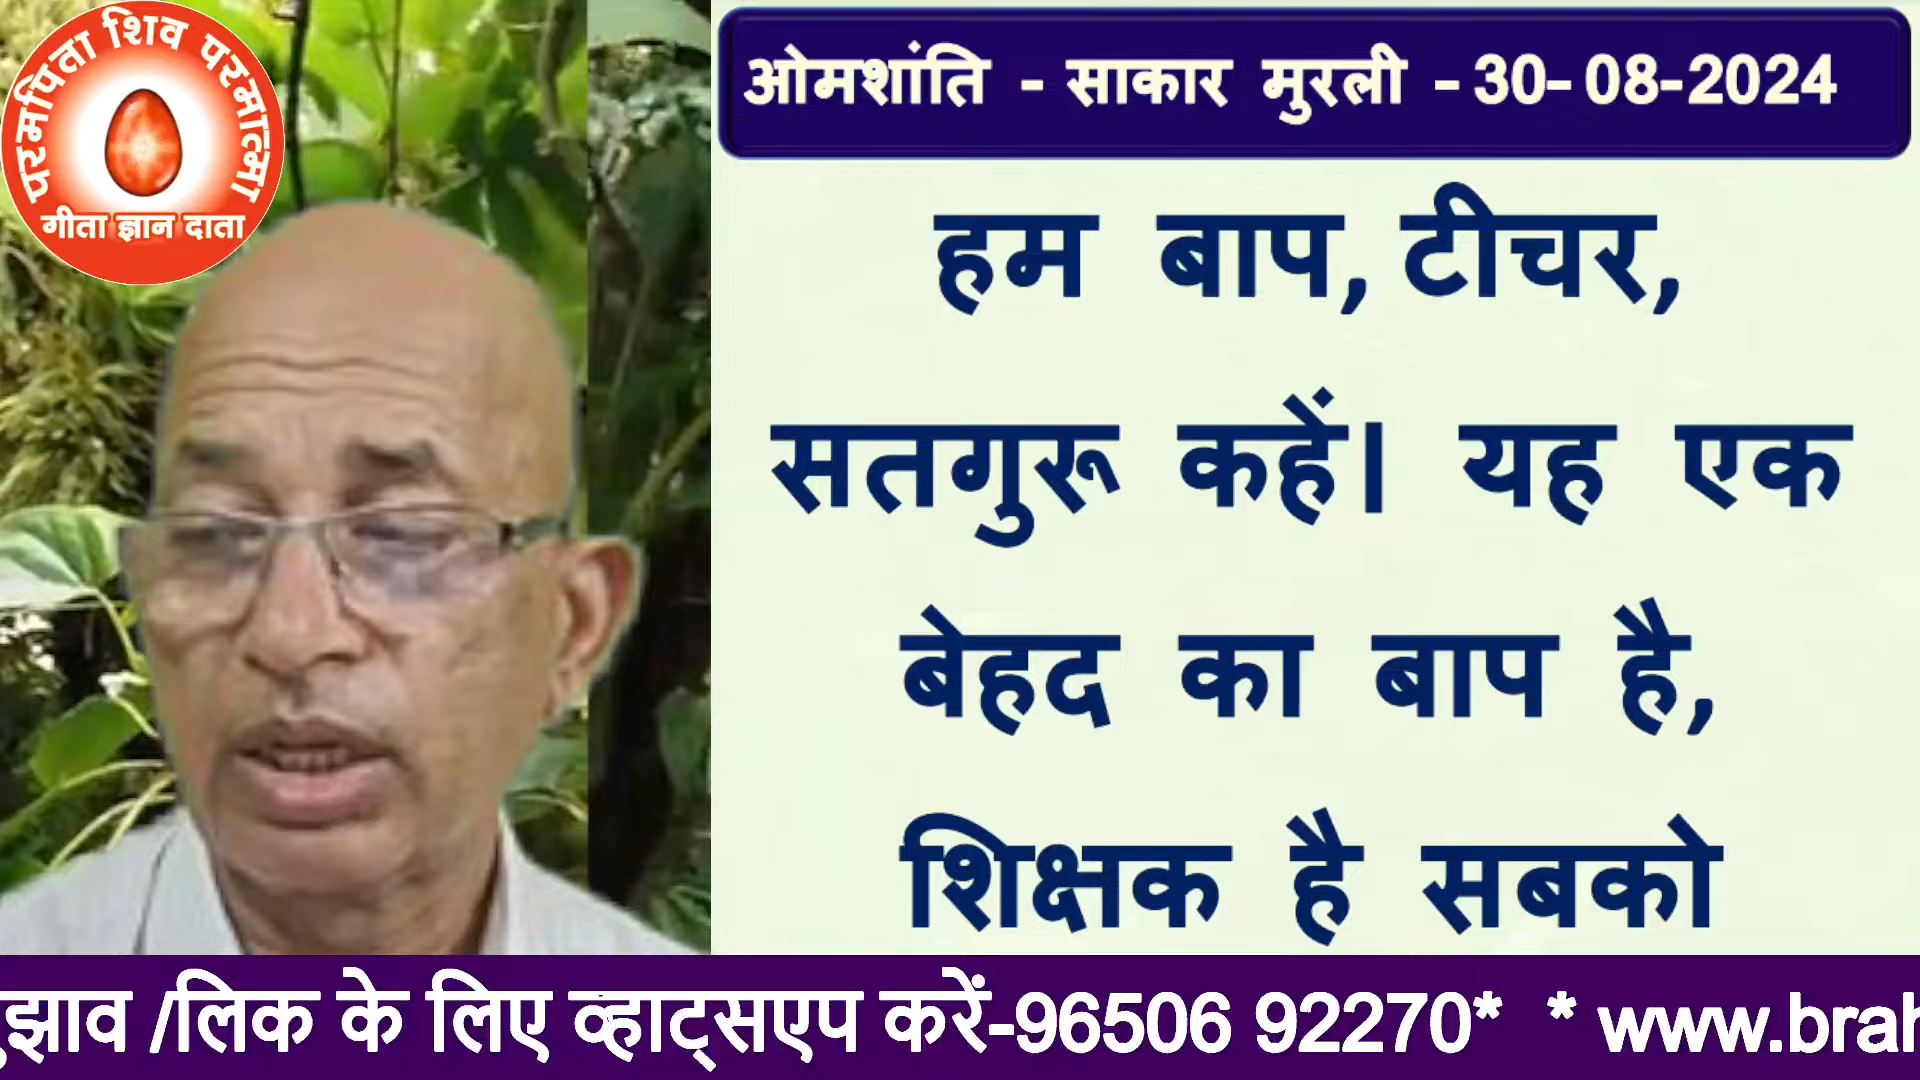 परमपिता शिव परमात्मा
गीता ज्ञान दाता
ओमशांति - साकार मुरली - 30- 08-2024
हम बाप, टीचर,
सतगुरू कहें। यह एक
बेहद का बाप है,
शिक्षक है सबको
/लिंक के लिए व्हाट्सएप करें-96506 92270* * www.brah